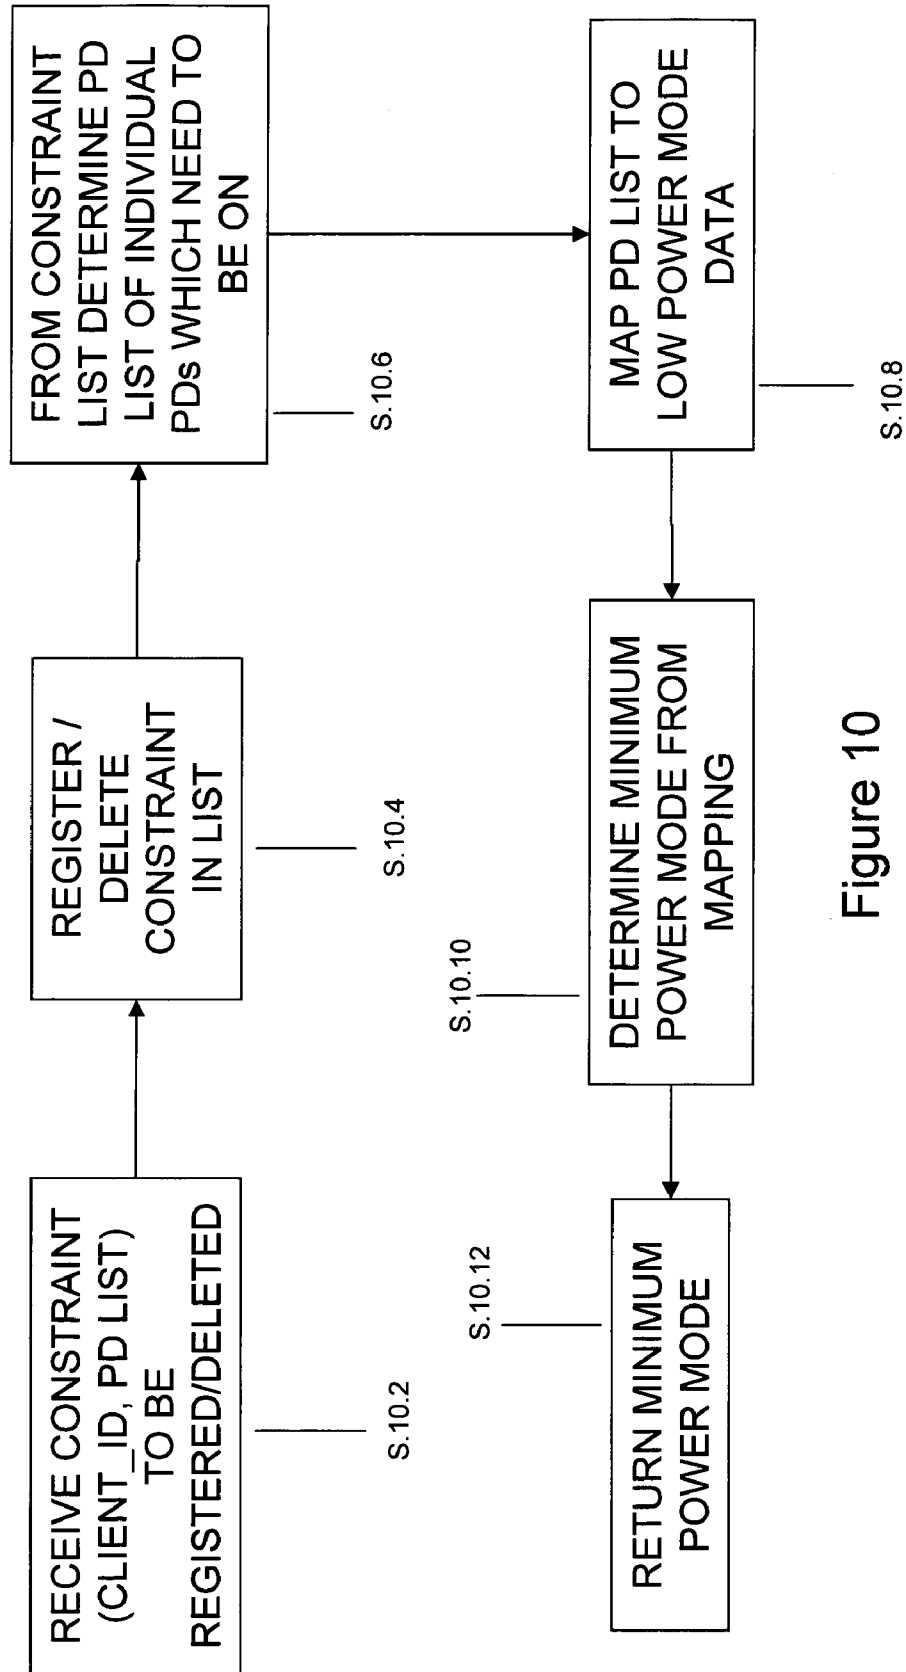 RECEIVE CONSTRAINT
(CLIENT_ID, PD LIST)
TO BE
REGISTERED/DELETED
S.10.2
REGISTER /
DELETE
CONSTRAINT
IN LIST
S.10.4
FROM CONSTRAINT
LIST DETERMINE PD
LIST OF INDIVIDUAL
PDs WHICH NEED TO
BE ON
S.10.6
MAP PD LIST TO
LOW POWER MODE
DATA
S.10.8
S.10.10
DETERMINE MINIMUM
POWER MODE FROM
MAPPING
S.10.12
RETURN MINIMUM
POWER MODE
Figure 10